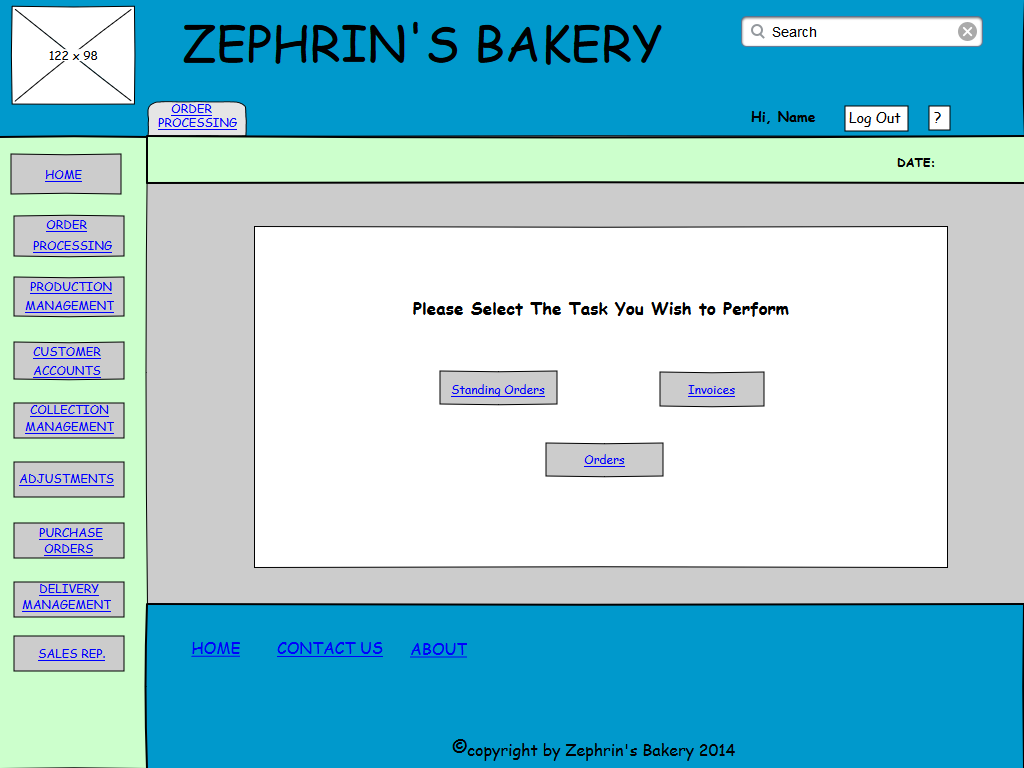 122 x 98
ZEPHRIN'S BAKERY
Search
ORDER
PROCESSING
Hi, Name
Log Out
?
DATE:
HOME
ORDER
PROCESSING
PRODUCTION
MANAGEMENT
CUSTOMER
ACCOUNTS
COLLECTION
MANAGEMENT
ADJUSTMENTS
PURCHASE
ORDERS
DELIVERY
MANAGEMENT
SALES REP.
Please Select The Task You Wish to Perform
Standing Orders
Invoices
Orders
HOME
CONTACT US
ABOUT
©copyright by Zephrin's Bakery 2014